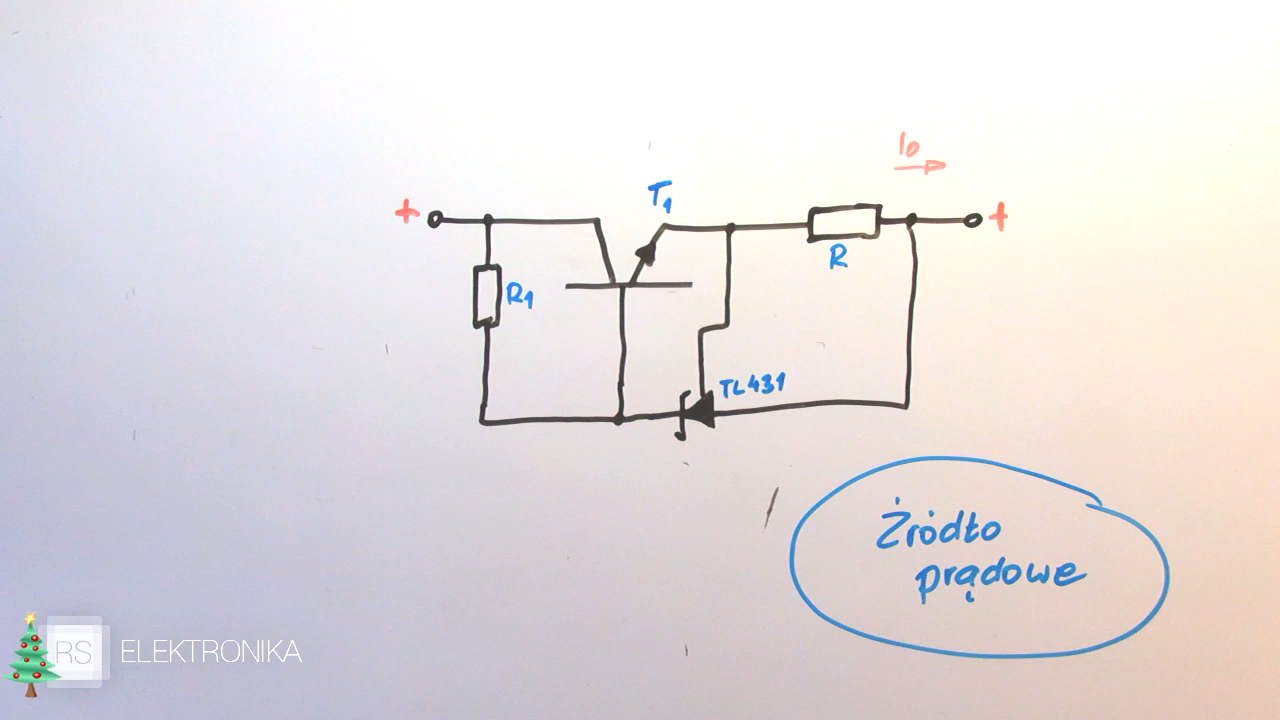 Io
T1
+
+
R
R1
TL431
Źródło
prądowe
RS ELEKTRONIKA